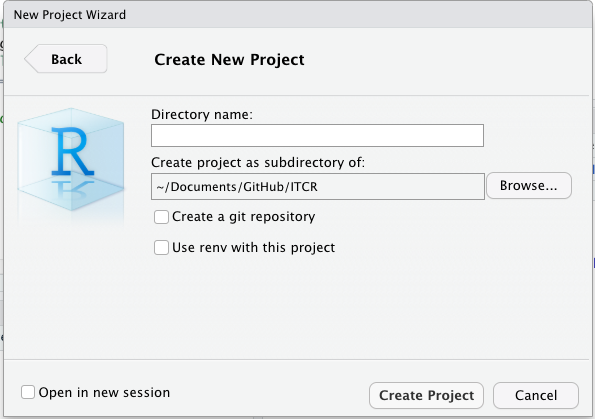 New Project Wizard
Back
Create New Project
R
Directory name:
Create project as subdirectory of:
~/Documents/GitHub/ITCR
Browse...
Create a git repository
Use renv with this project
Open in new session
Create Project
Cancel